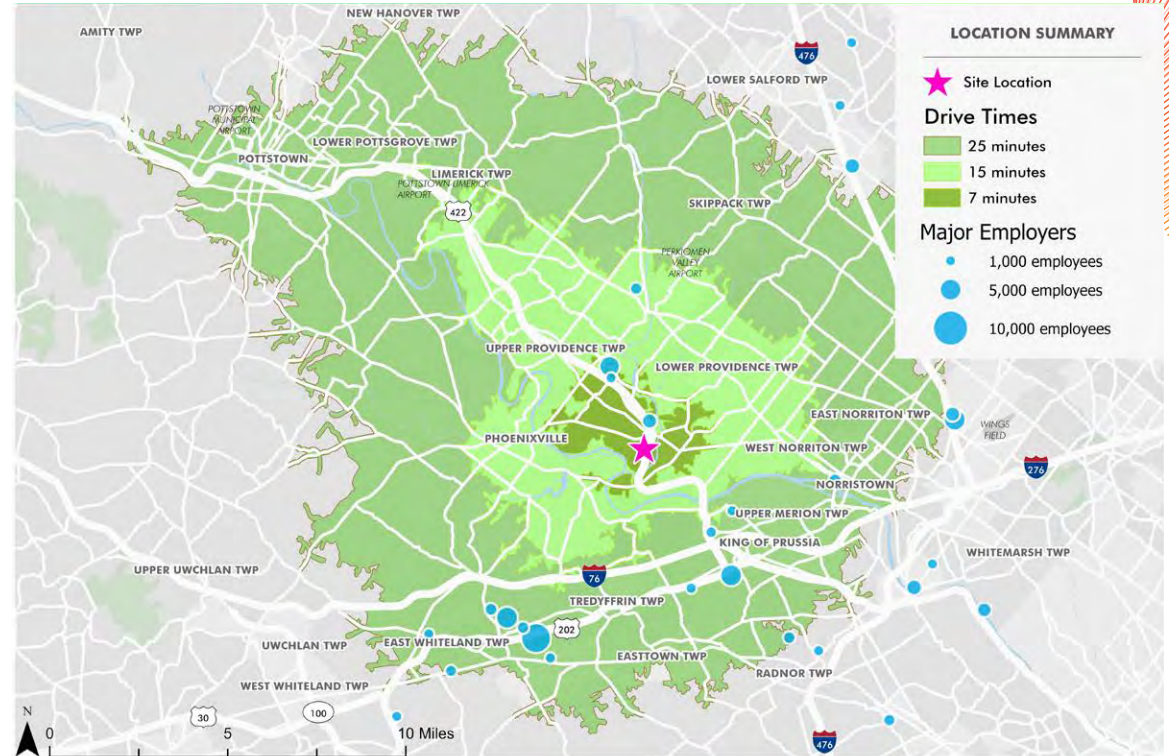 NEW HANOVER TWP
AMITY TWP
LOWER SALFORD TWP
476
POTTSTOWN
MUNICIPAL
AIRPORT
LOWER POTTSGROVE TWP
POTTSTOWN
LIMERICK TWP
POTTSTOWN-LIMERICK
AIRPORT
422
SKIPPACK TWP
PERKIOMEN
VALLEY
AIRPORT
UPPER PROVIDENCE TWP
LOWER PROVIDENCE TWP
EAST NORRITON TWP
WINGS
FIELD
PHOENIXVILLE
WEST NORRITON TWP
276
NORRISTOWN
UPPER MERION TWP
KING OF PRUSSIA
WHITEMARSH TWP
UPPER UWCHLAN TWP
76
TREDYFFRIN TWP
202
UWCHLAN TWP
EAST WHITELAND TWP
EASTTOWN TWP
RADNOR TWP
WEST WHITELAND TWP
30
100
476
N
0 5 10 Miles
LOCATION SUMMARY
Site Location
Drive Times
25 minutes
15 minutes
7 minutes
Major Employers
1,000 employees
5,000 employees
10,000 employees